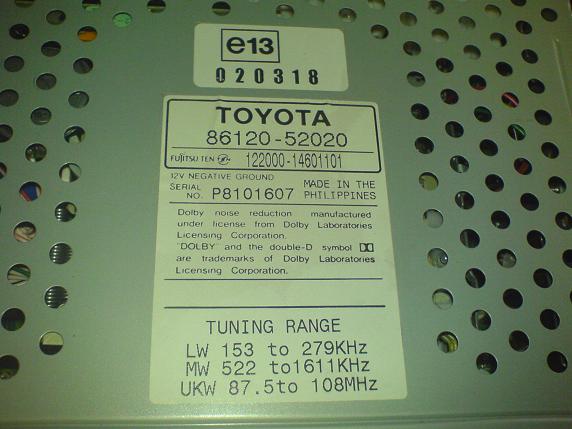 e13
020318
TOYOTA
86120-52020
FUJITSU TEN 122000-14601101
12V NEGATIVE GROUND
SERIAL NO. P8101607 MADE IN THE PHILIPPINES
Dolby noise reduction manufactured
under license from Dolby Laboratories
Licensing Corporation.
"DOLBY" and the double-D symbol
are trademarks of Dolby Laboratories
Licensing Corporation.
TUNING RANGE
LW 153 to 279KHz
MW 522 to1611KHz
UKW 87.5to 108MHz